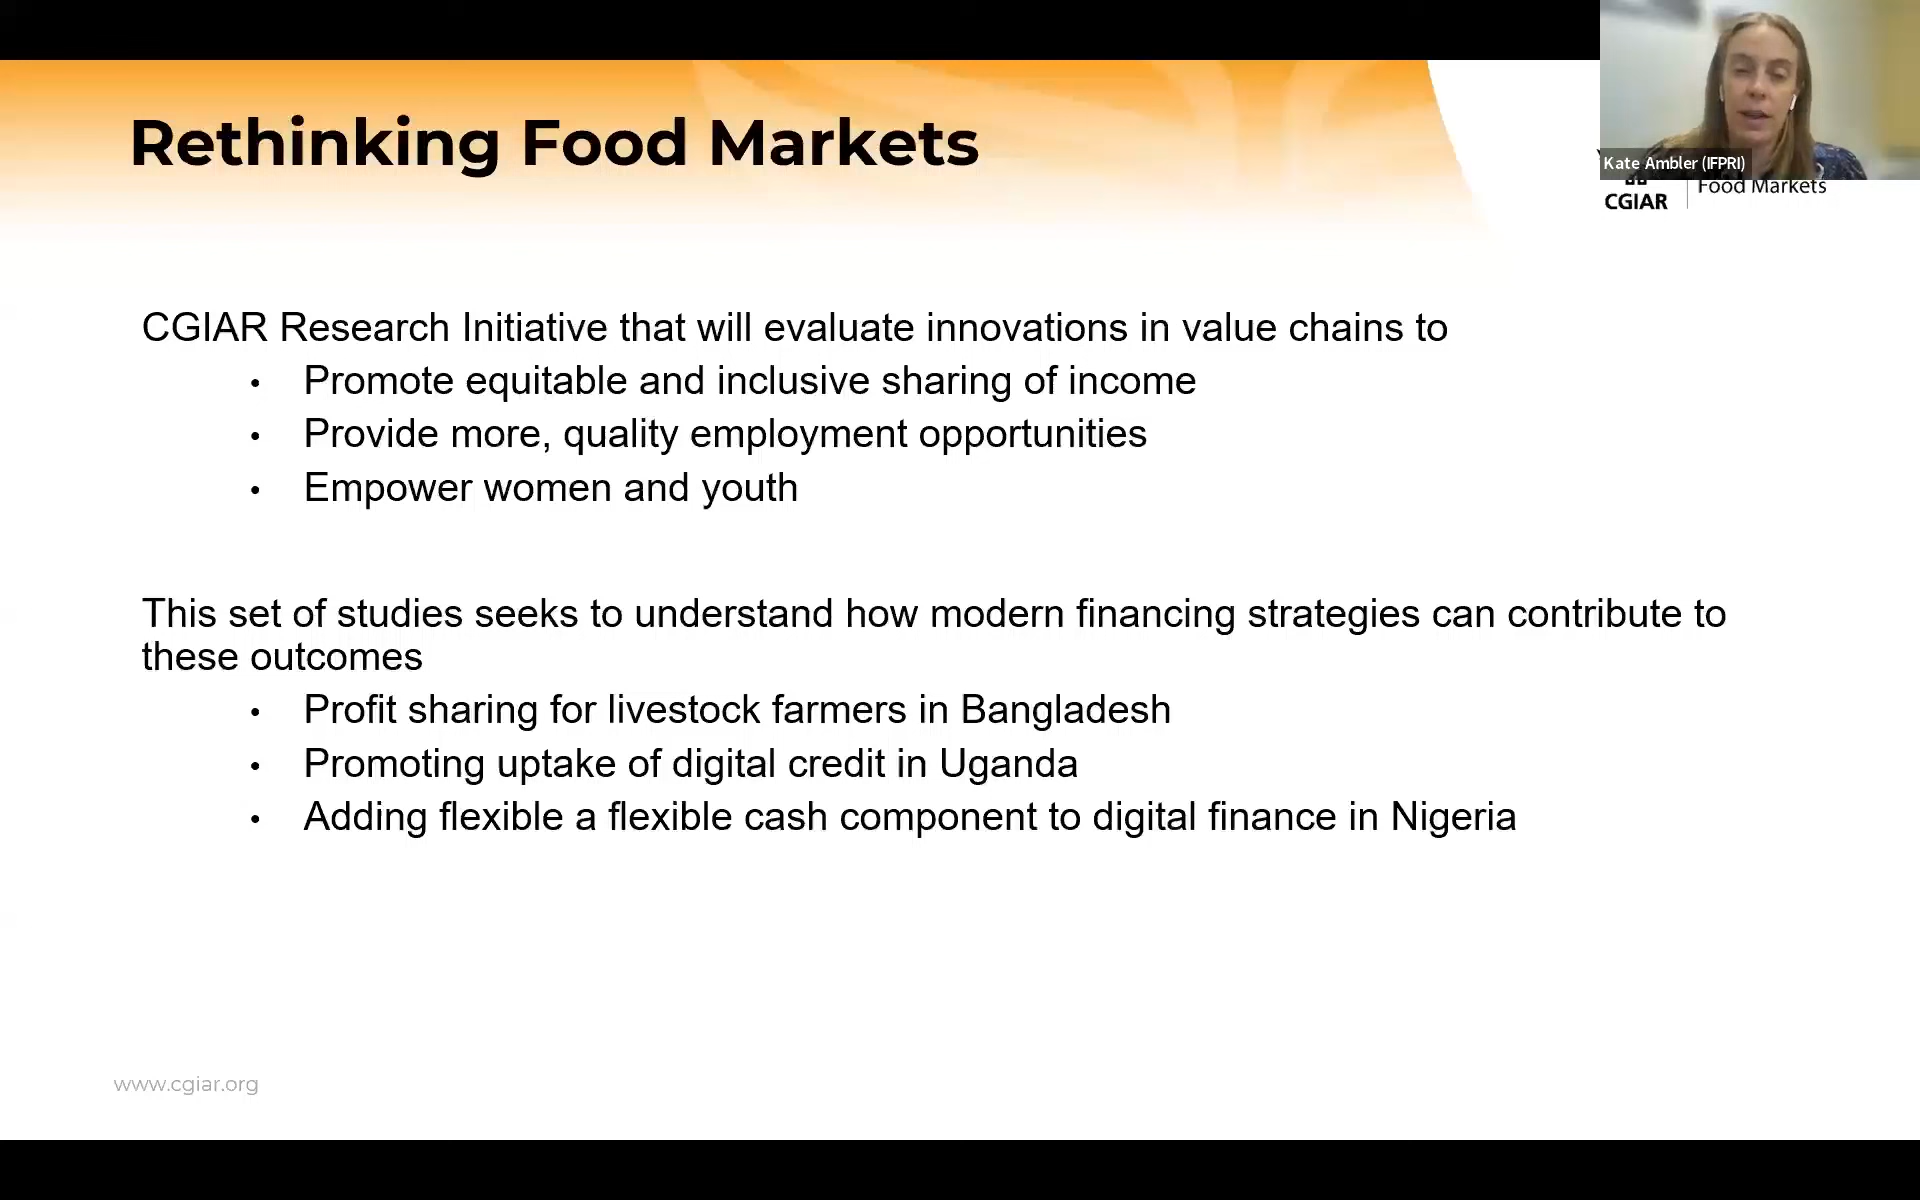 Rethinking Food Markets
Kate Ambler (IFPRI)
CGIAR
Food Markets
CGIAR Research Initiative that will evaluate innovations in value chains to
• Promote equitable and inclusive sharing of income
• Provide more, quality employment opportunities
• Empower women and youth
This set of studies seeks to understand how modern financing strategies can contribute to
these outcomes
• Profit sharing for livestock farmers in Bangladesh
• Promoting uptake of digital credit in Uganda
• Adding flexible a flexible cash component to digital finance in Nigeria
www.cgiar.org